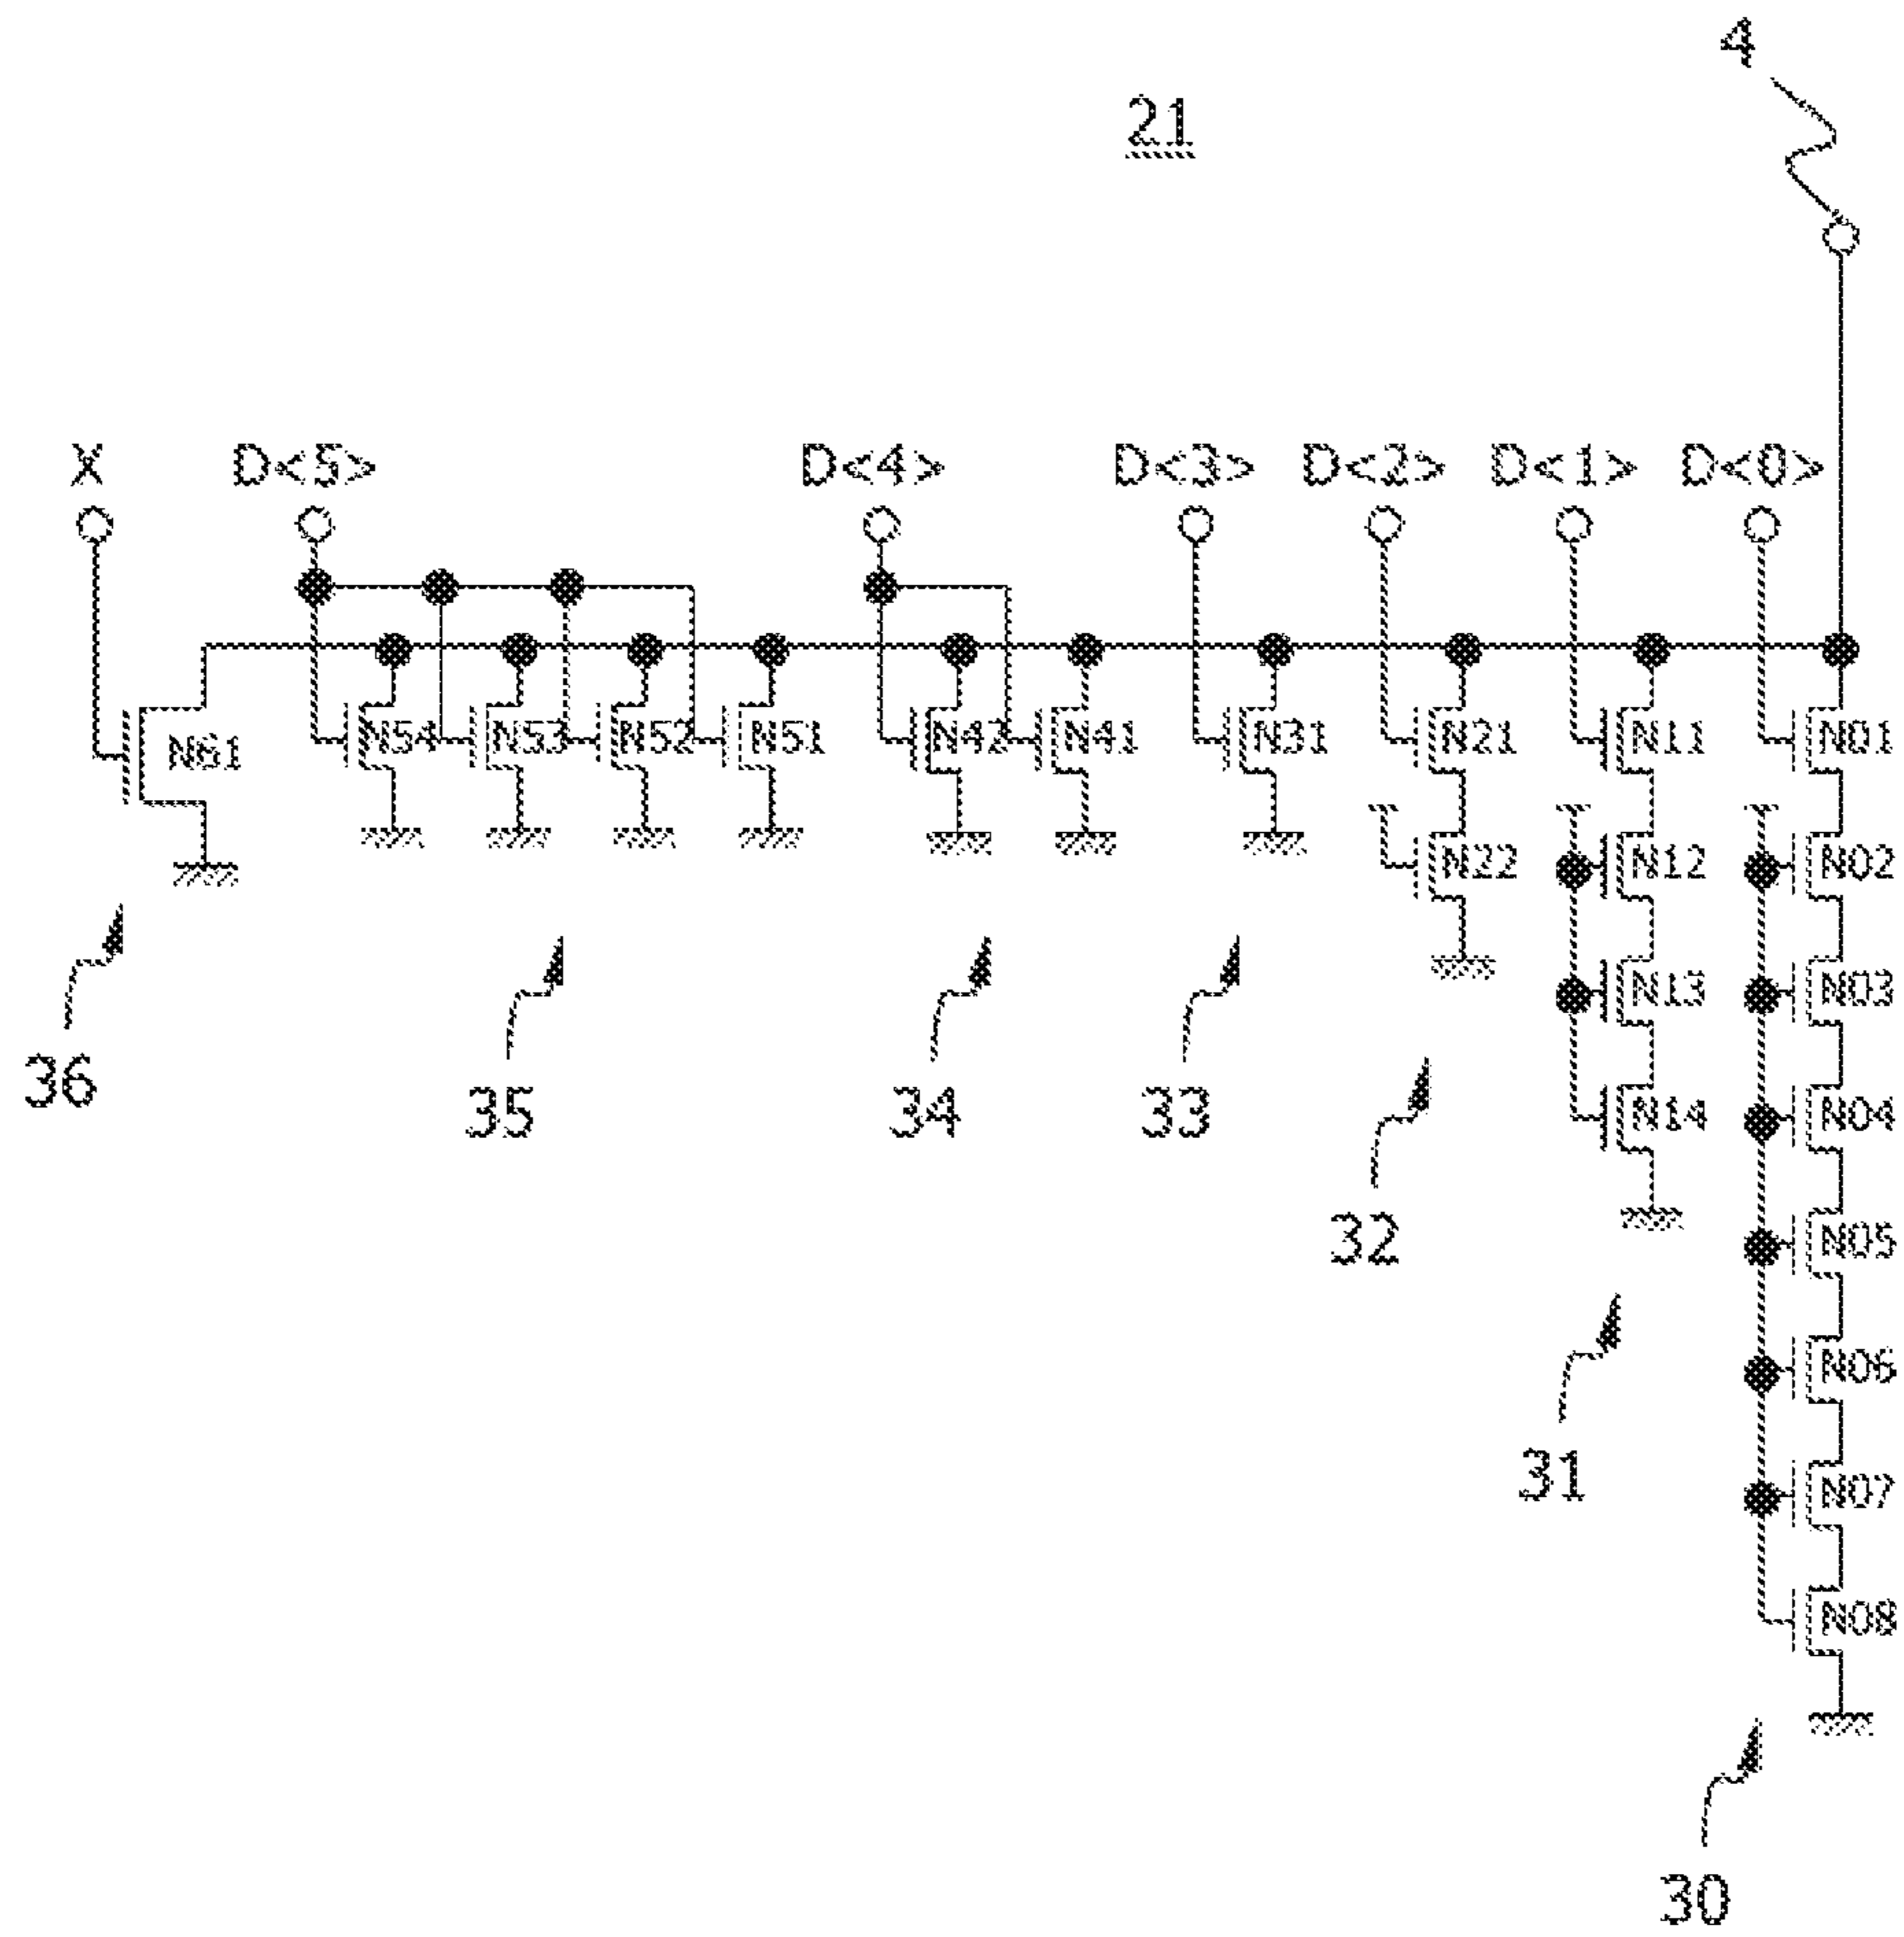 4
21
X D<5> D<4> D<3> D<2> D<1> D<0>
N61 N54 N53 N52 N51 N42 N41 N31 N21 N11 N01
N22 N12 N02
N13 N03
N14 N04
36 35 34 33
32 N05
31 N06
N07
N08
30